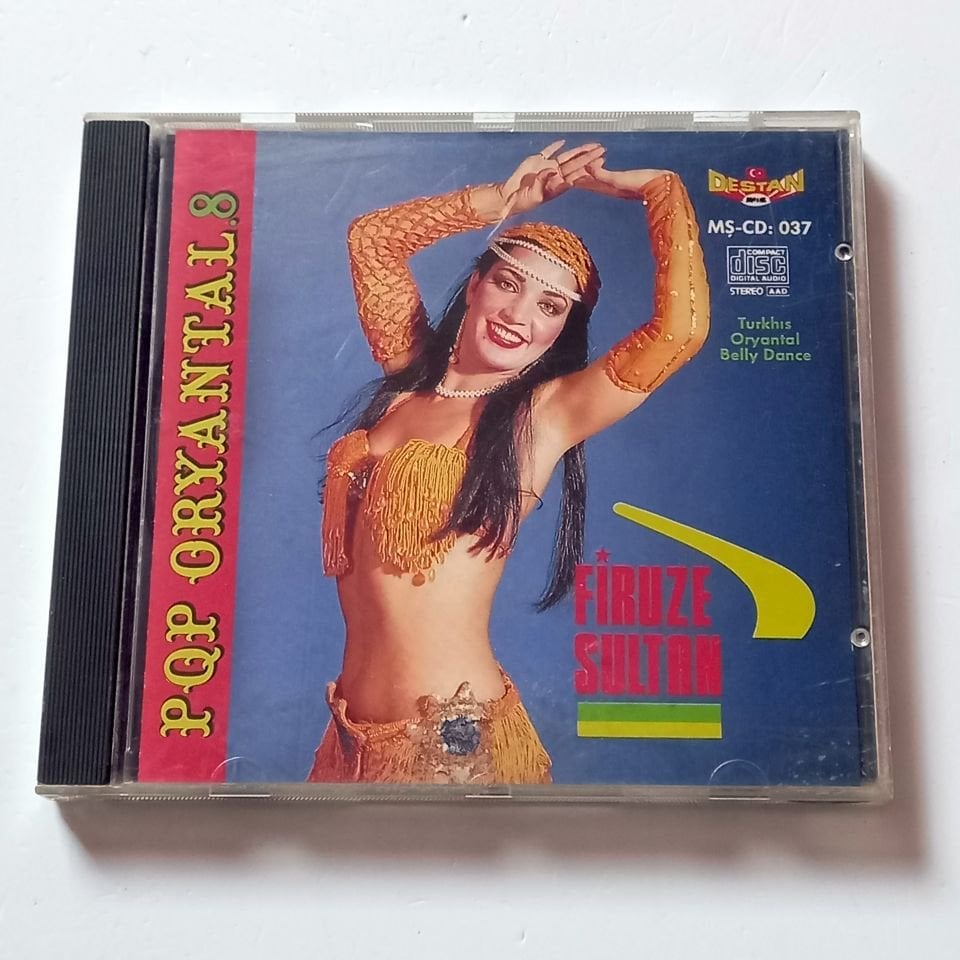 PQP ORYANTAL.8
DESTAN
MŞ-CD: 037
COMPACT
disc
DIGITAL AUDIO
STEREO AAD
Turkhıs
Oryantal
Belly Dance
FİRUZE
SULTAN